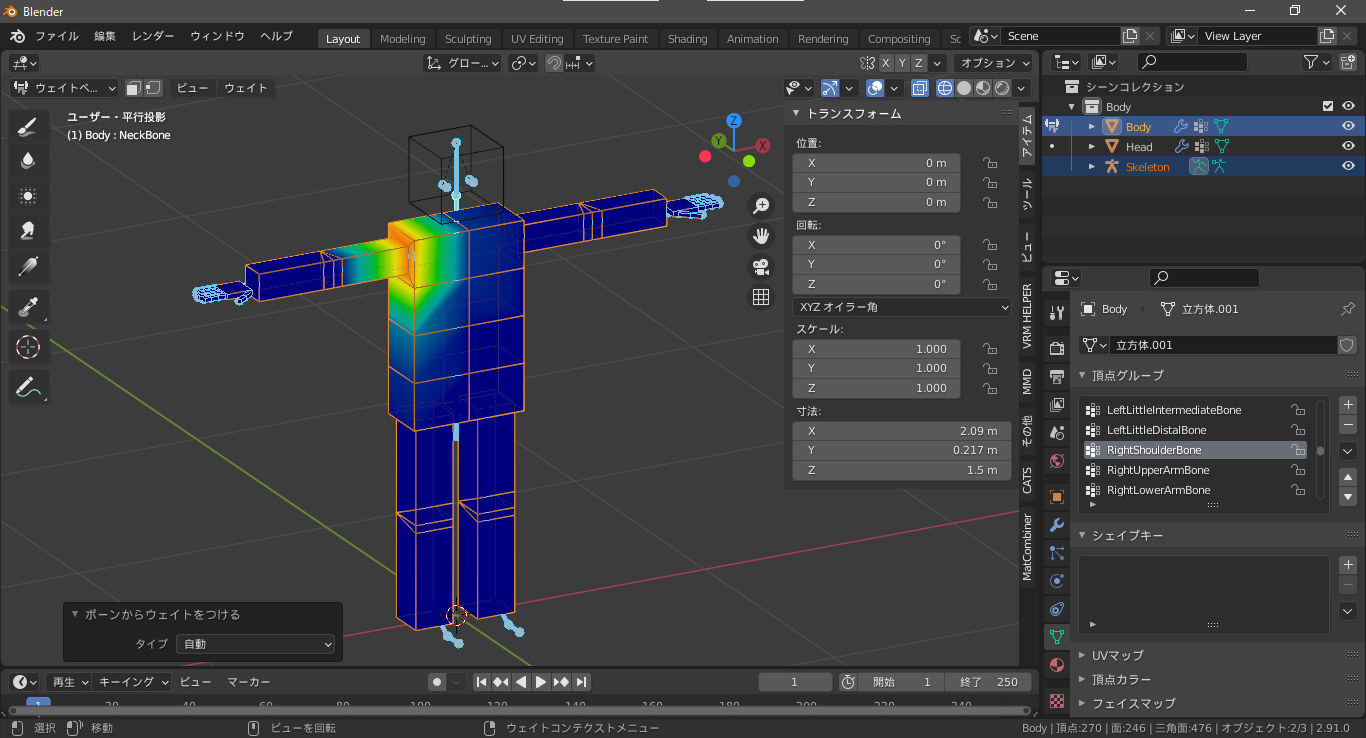 Blender
ファイル 編集 レンダー ウィンドウ ヘルプ Layout Modeling Sculpting UV Editing Texture Paint Shading Animation Rendering Compositing Sc Scene View Layer
グロー... X Y Z オプション
ウェイトペ... ビュー ウェイト
ユーザー・平行投影
(1) Body : NeckBone
Z
Y
X
トランスフォーム
位置:
X 0 m
Y 0 m
Z 0 m
回転:
X 0°
Y 0°
Z 0°
XYZ オイラー角
スケール:
X 1.000
Y 1.000
Z 1.000
寸法:
X 2.09 m
Y 0.217 m
Z 1.5 m
アイテム
ツール
ビュー
VRM HELPER
MMD
その他
CATS
MatCombiner
シーンコレクション
Body
Body
Head
Skeleton
Body 立方体.001
立方体.001
頂点グループ
LeftLittleIntermediateBone
LeftLittleDistalBone
RightShoulderBone
RightUpperArmBone
RightLowerArmBone
シェイプキー
UVマップ
頂点カラー
フェイスマップ
ボーンからウェイトをつける
タイプ 自動
再生 キーイング ビュー マーカー 1 開始 1 終了 250
1 20 40 60 80 100 120 140 160 180 200 220 240
選択 移動 ビューを回転 ウェイトコンテクストメニュー Body | 頂点:270 | 面:246 | 三角面:476 | オブジェクト:2/3 | 2.91.0